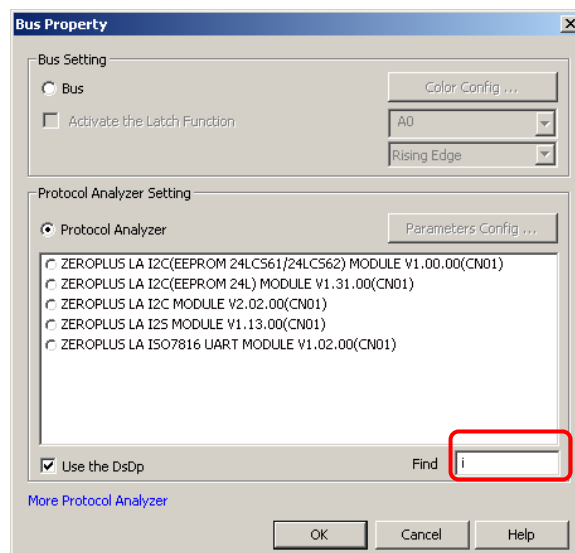 Bus Property
Bus Setting
Bus
Color Config ...
Activate the Latch Function
A0
Rising Edge
Protocol Analyzer Setting
Protocol Analyzer
Parameters Config ...
ZEROPLUS LA I2C(EEPROM 24LCS61/24LCS62) MODULE V1.00.00(CN01)
ZEROPLUS LA I2C(EEPROM 24L) MODULE V1.31.00(CN01)
ZEROPLUS LA I2C MODULE V2.02.00(CN01)
ZEROPLUS LA I2S MODULE V1.13.00(CN01)
ZEROPLUS LA ISO7816 UART MODULE V1.02.00(CN01)
Use the DsDp
Find i
More Protocol Analyzer
OK Cancel Help